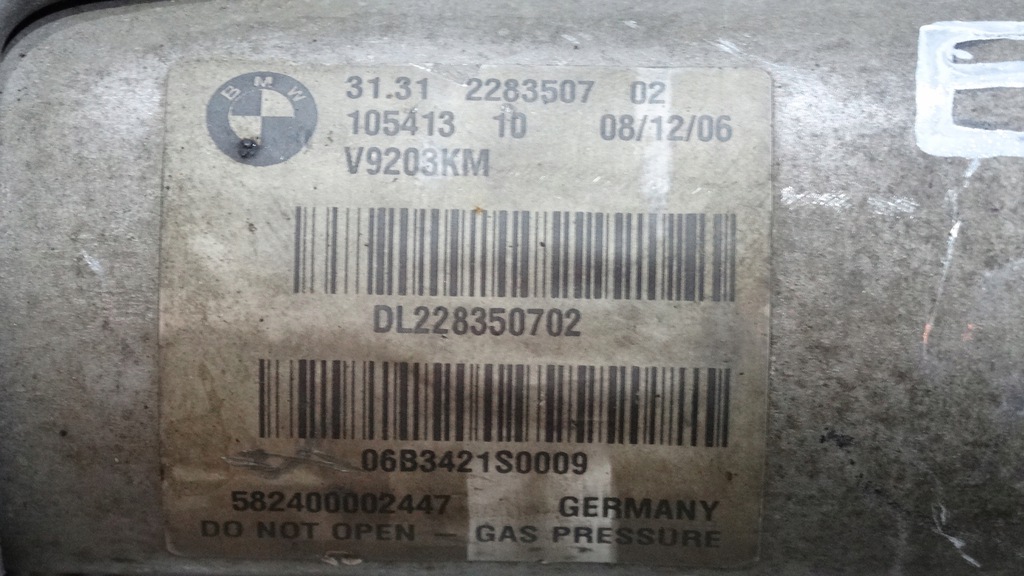 BMW
31.31 2283507 02
105413 10 08/12/06
V9203KM
DL228350702
06B3421S0009
582400002447 GERMANY
DO NOT OPEN – GAS PRESSURE